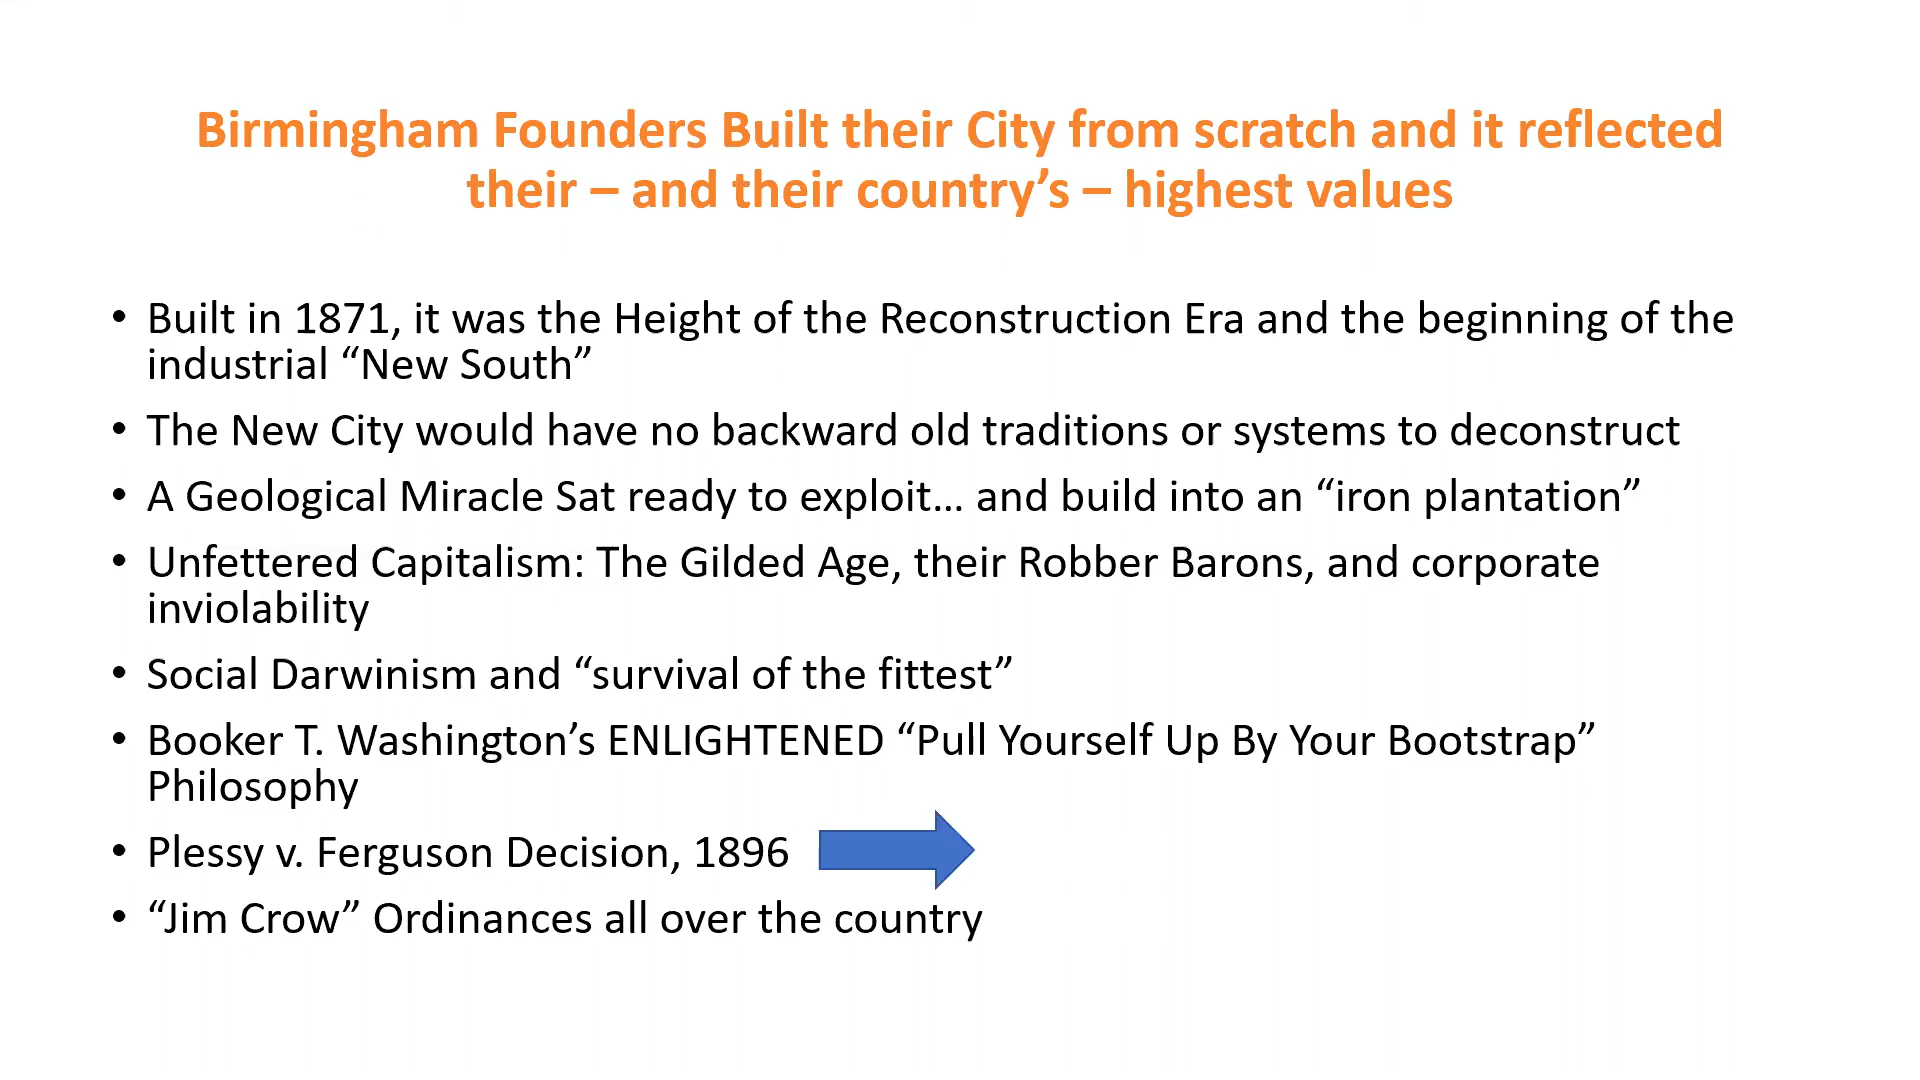 Birmingham Founders Built their City from scratch and it reflected
their – and their country’s – highest values
• Built in 1871, it was the Height of the Reconstruction Era and the beginning of the
industrial “New South”
• The New City would have no backward old traditions or systems to deconstruct
• A Geological Miracle Sat ready to exploit… and build into an “iron plantation”
• Unfettered Capitalism: The Gilded Age, their Robber Barons, and corporate
inviolability
• Social Darwinism and “survival of the fittest”
• Booker T. Washington’s ENLIGHTENED “Pull Yourself Up By Your Bootstrap”
Philosophy
• Plessy v. Ferguson Decision, 1896
• “Jim Crow” Ordinances all over the country